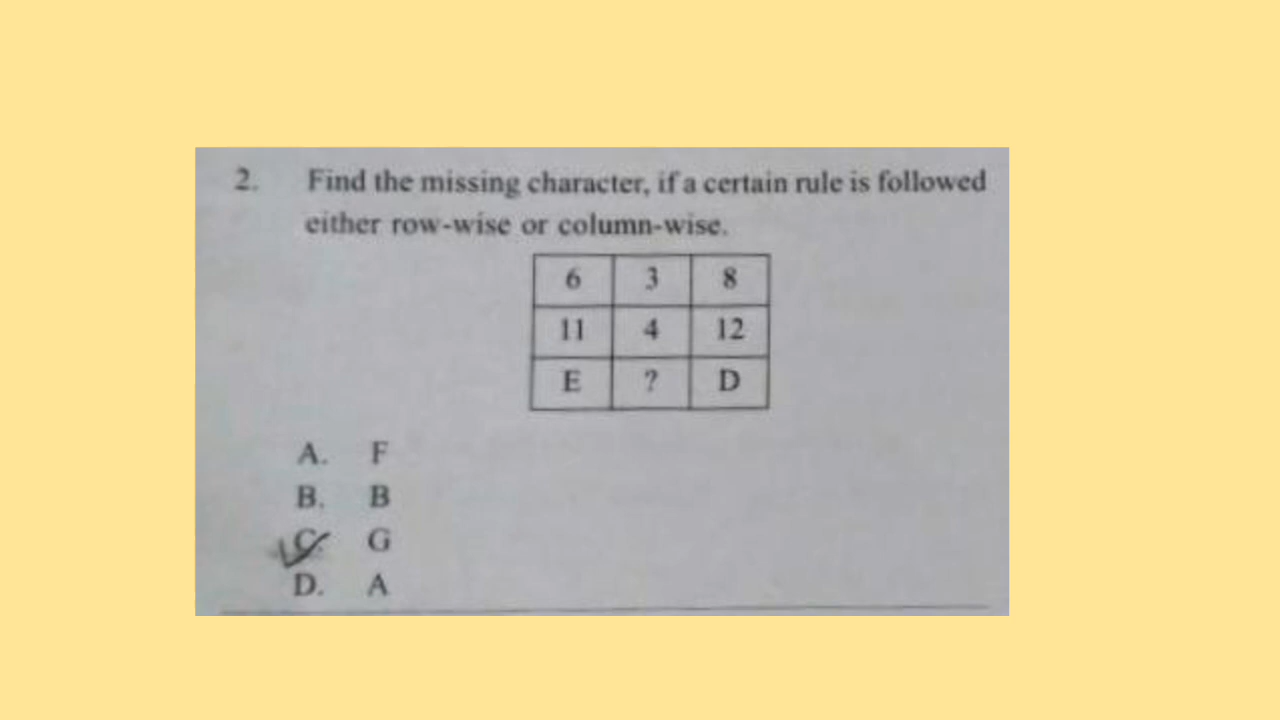 2. Find the missing character, if a certain rule is followed
either row-wise or column-wise.
6 3 8
11 4 12
E ? D
A. F
B. B
C. G
D. A